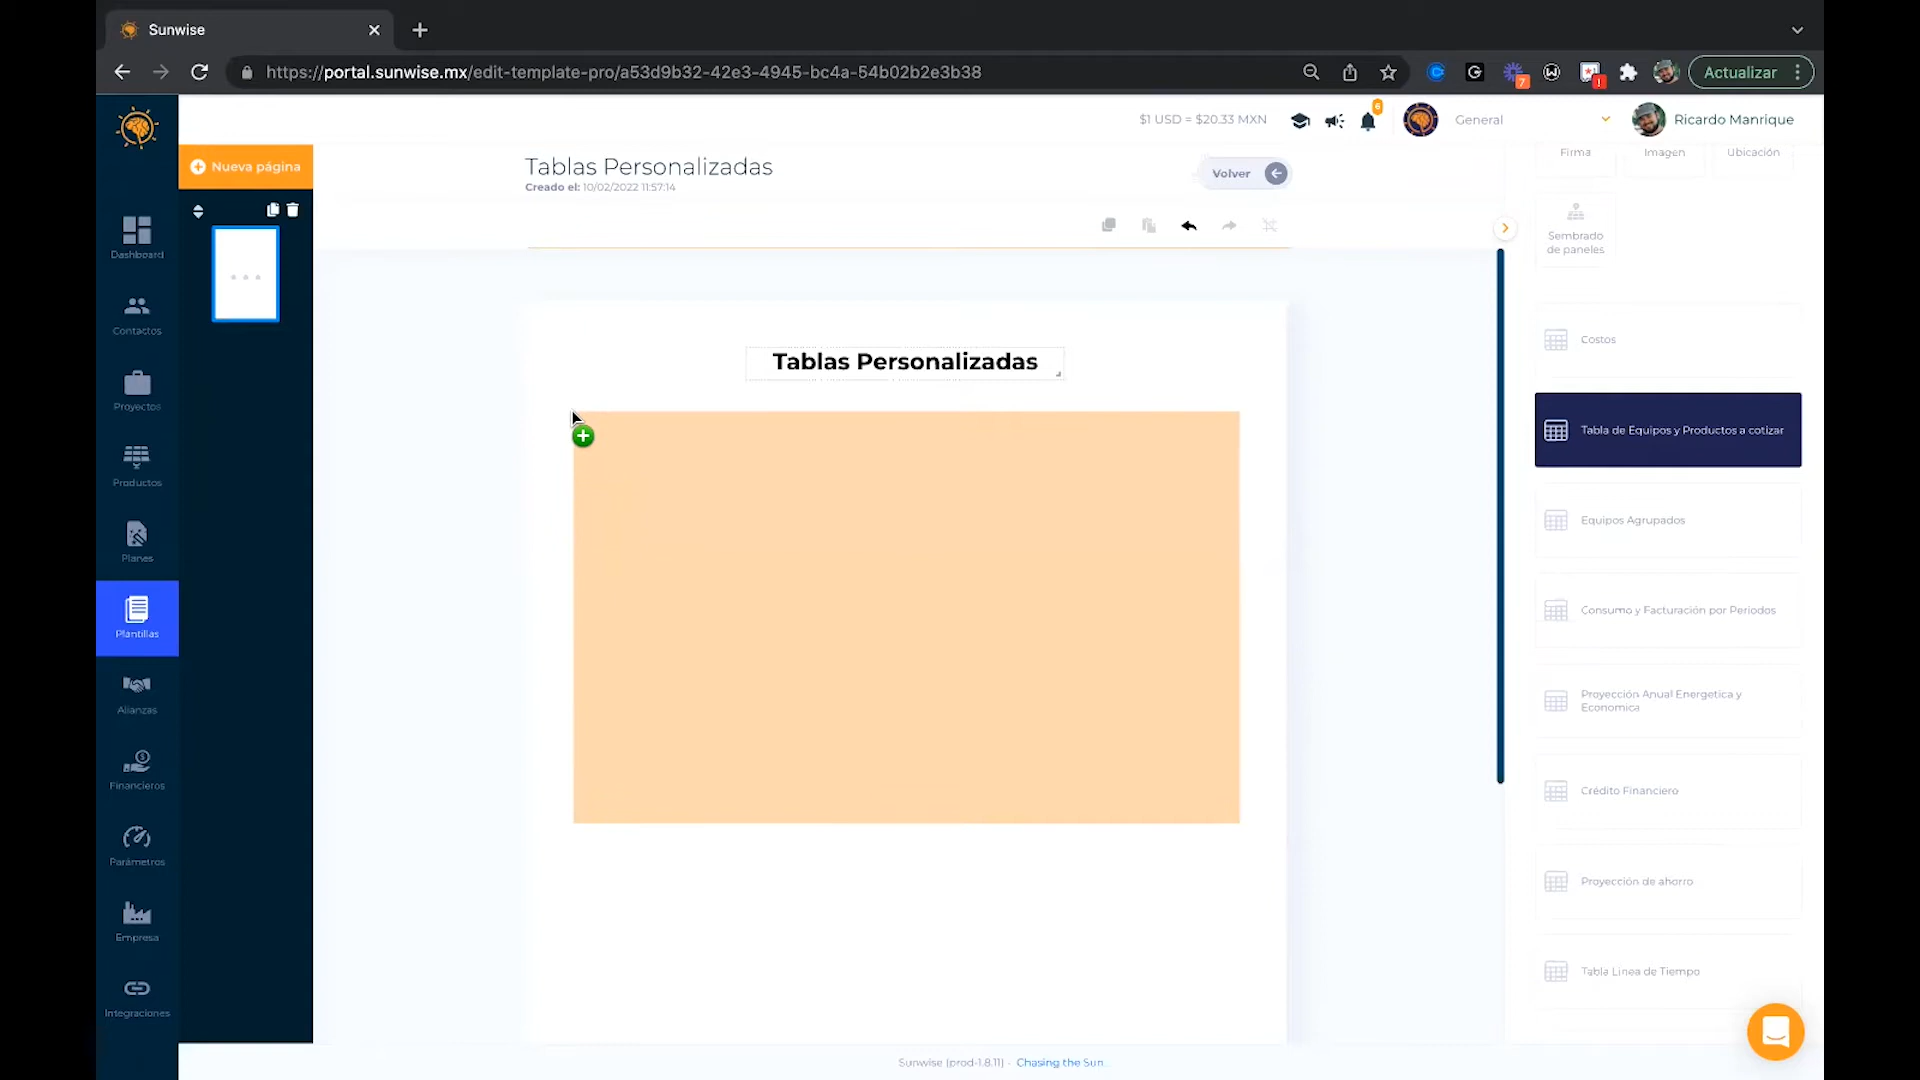 Sunwise
https://portal.sunwise.mx/edit-template-pro/a53d9b32-42e3-4945-bc4a-54b02b2e3b38
7
Actualizar
$1 USD = $20.33 MXN
6
General
Ricardo Manrique
Nueva página
Tablas Personalizadas
Creado el: 10/02/2022 11:57:14
Volver
Firma
Imagen
Ubicación
Dashboard
Contactos
Proyectos
Productos
Planes
Plantillas
Alianzas
Financieros
Parámetros
Empresa
Integraciones
Tablas Personalizadas
Sembrado
de paneles
Costos
Tabla de Equipos y Productos a cotizar
Equipos Agrupados
Consumo y Facturación por Periodos
Proyección Anual Energetica y
Economica
Crédito Financiero
Proyección de ahorro
Tabla Linea de Tiempo
Sunwise (prod-1.8.11) - Chasing the Sun...